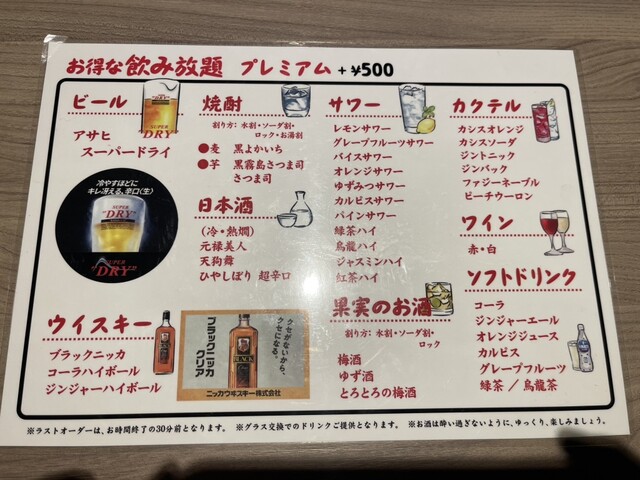 お得な飲み放題 プレミアム +¥500
ビール
アサヒ
スーパードライ
SUPER
DRY
冷やすほどに
キレ冴える、辛口〈生〉
SUPER
"DRY"
SUPER
"DRY"
ウイスキー
ブラックニッカ
コーラハイボール
ジンジャーハイボール
焼酎
割り方:水割・ソーダ割・
ロック・お湯割
●麦 黒よかいち
●芋 黒霧島さつま司
さつま司
日本酒
(冷・熱燗)
元禄美人
天狗舞
ひやしぼり 超辛口
クセがないから、
クセになる。
ブラックニッカ
クリア
BLACK
ニッカウヰスキー株式会社
サワー
レモンサワー
グレープフルーツサワー
バイスサワー
オレンジサワー
ゆずみつサワー
カルピスサワー
パインサワー
緑茶ハイ
烏龍ハイ
ジャスミンハイ
紅茶ハイ
果実のお酒
割り方:水割・ソーダ割・
ロック
梅酒
ゆず酒
とろとろの梅酒
カクテル
カシスオレンジ
カシスソーダ
ジントニック
ジンバック
ファジーネーブル
ピーチウーロン
ワイン
赤・白
ソフトドリンク
コーラ
ジンジャーエール
オレンジジュース
カルピス
グレープフルーツ
緑茶/烏龍茶
※ラストオーダーは、お時間終了の30分前となります。 ※グラス交換でのドリンクご提供となります。 ※お酒は酔い過ぎないように、ゆっくり、楽しみましょう。